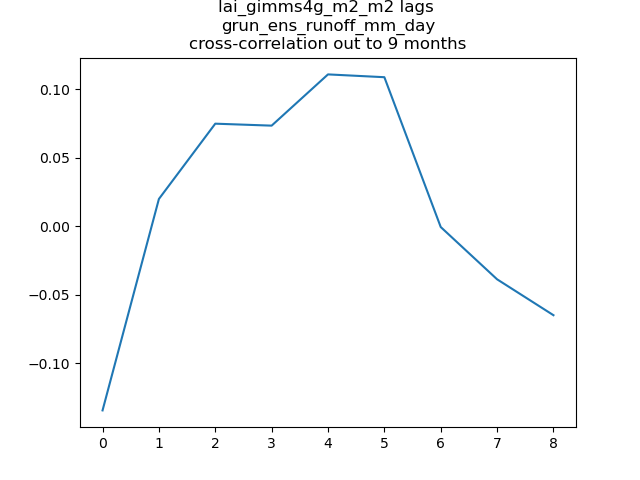 lai_gimms4g_m2_m2 lags
grun_ens_runoff_mm_day
cross-correlation out to 9 months
0.10
0.05
0.00
−0.05
−0.10
0 1 2 3 4 5 6 7 8